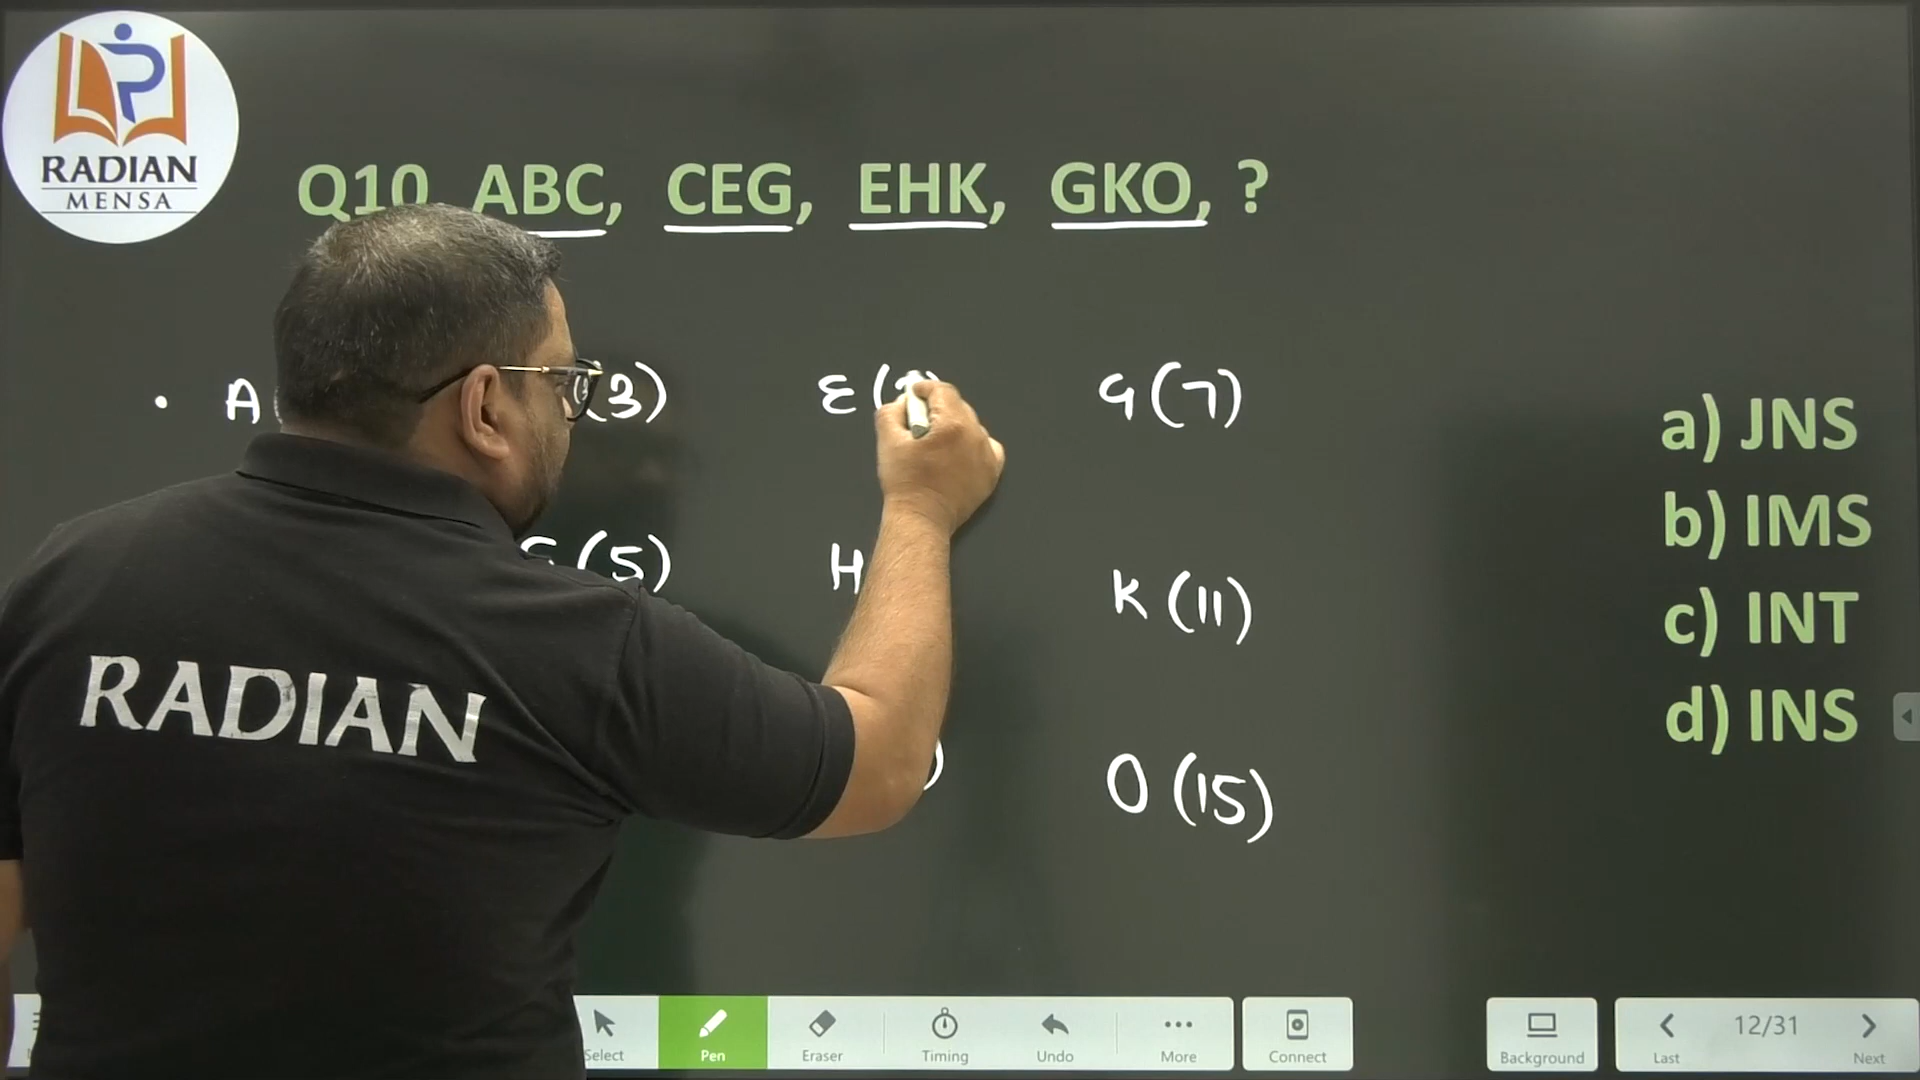 RADIAN
MENSA
Q10 ABC, CEG, EHK, GKO, ?
A (3) E ( G (7)
a) JNS
(5) H K (11)
b) IMS
c) INT
RADIAN
d) INS
O (15)
Select Pen Eraser Timing Undo More Connect Background Last 12/31 Next